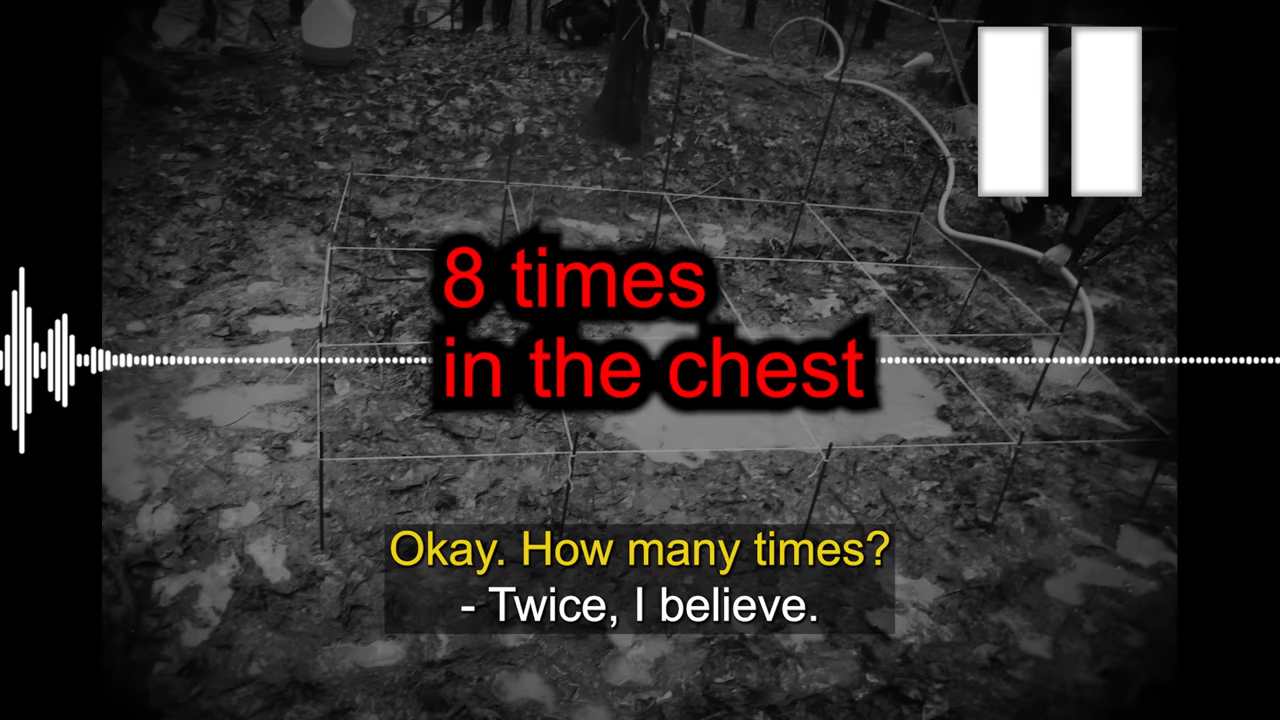 8 times
in the chest
Okay. How many times?
- Twice, I believe.